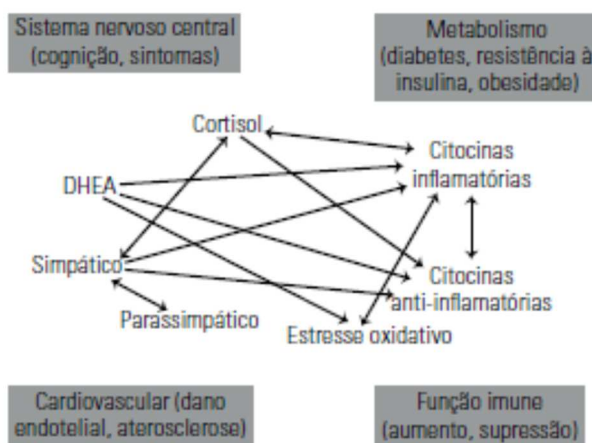 Sistema nervoso central
(cognição, sintomas)
Metabolismo
(diabetes, resistência à
insulina, obesidade)
Cortisol
Citocinas
inflamatórias
DHEA
Simpático
Citocinas
anti-inflamatórias
Parassimpático
Estresse oxidativo
Cardiovascular (dano
endotelial, aterosclerose)
Função imune
(aumento, supressão)